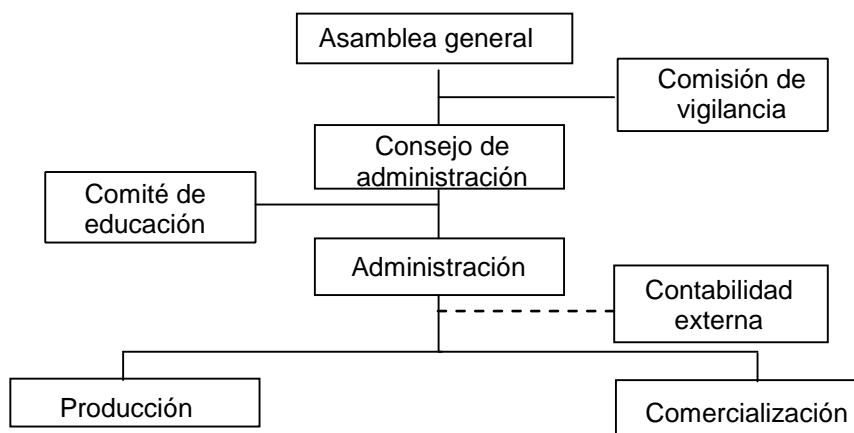 Asamblea general
Comisión de
vigilancia
Consejo de
administración
Comité de
educación
Administración
Contabilidad
externa
Producción
Comercialización